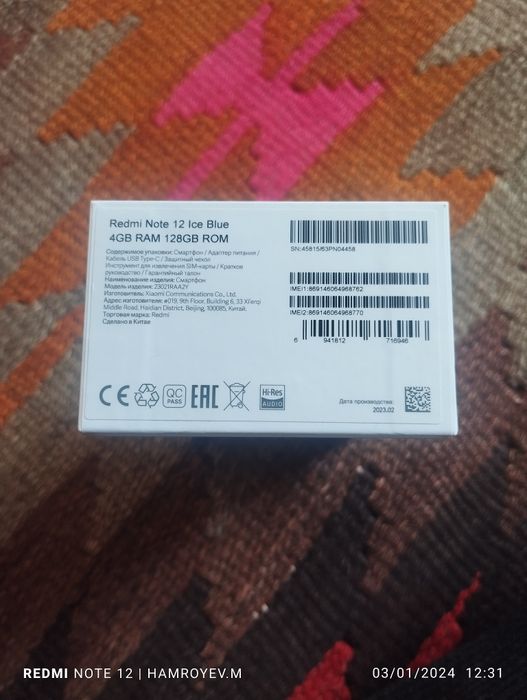 Redmi Note 12 Ice Blue
4GB RAM 128GB ROM
Содержимое упаковки: Смартфон / Адаптер питания /
Кабель USB Type-C / Защитный чехол
Инструмент для извлечения SIM-карты / Краткое
руководство / Гарантийный талон
Наименование изделия: Смартфон
Модель изделия: 23021RAA2Y
Изготовитель: Xiaomi Communications Co., Ltd.
Адрес изготовителя: #019, 9th Floor, Building 6, 33 Xi'erqi
Middle Road, Haidian District, Beijing, 100085, Китай.
Торговая марка: Redmi
Сделано в Китае
SN:45815/63PN04458
IMEI1:869146064968762
IMEI2:869146064968770
6 941812 716946
CE
QC
PASS
EAC
Hi-Res
AUDIO
Дата производства:
2023.02
REDMI NOTE 12 | HAMROYEV.M
03/01/2024 12:31